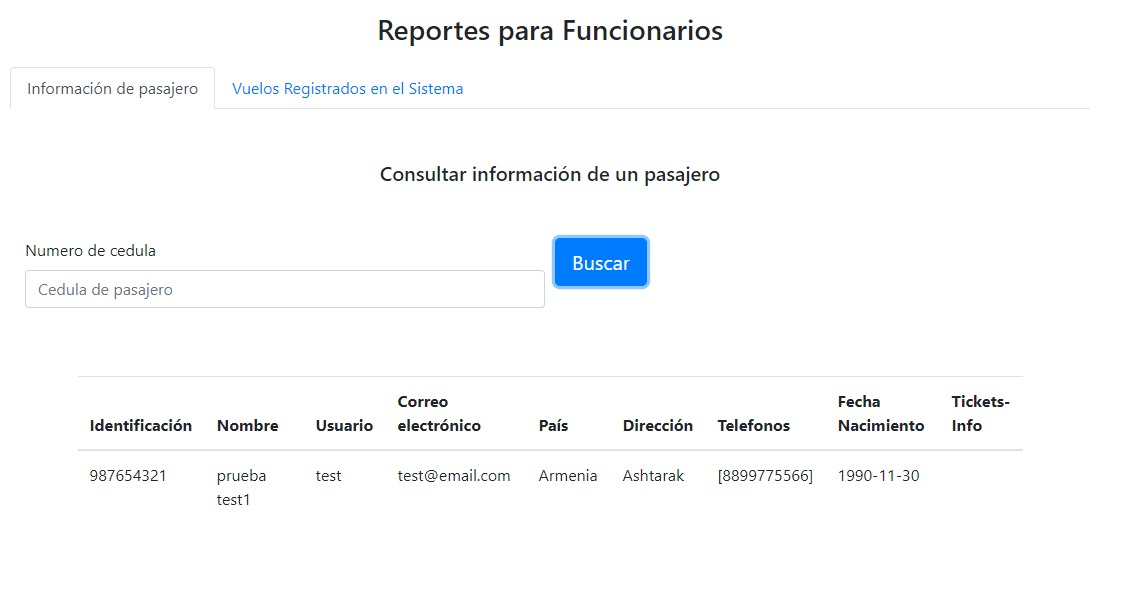 Reportes para Funcionarios
Información de pasajero
Vuelos Registrados en el Sistema
Consultar información de un pasajero
Numero de cedula
Buscar
Cedula de pasajero
Identificación Nombre Usuario Correo electrónico País Dirección Telefonos Fecha Nacimiento Tickets-Info
987654321 prueba test1 test test@email.com Armenia Ashtarak [8899775566] 1990-11-30